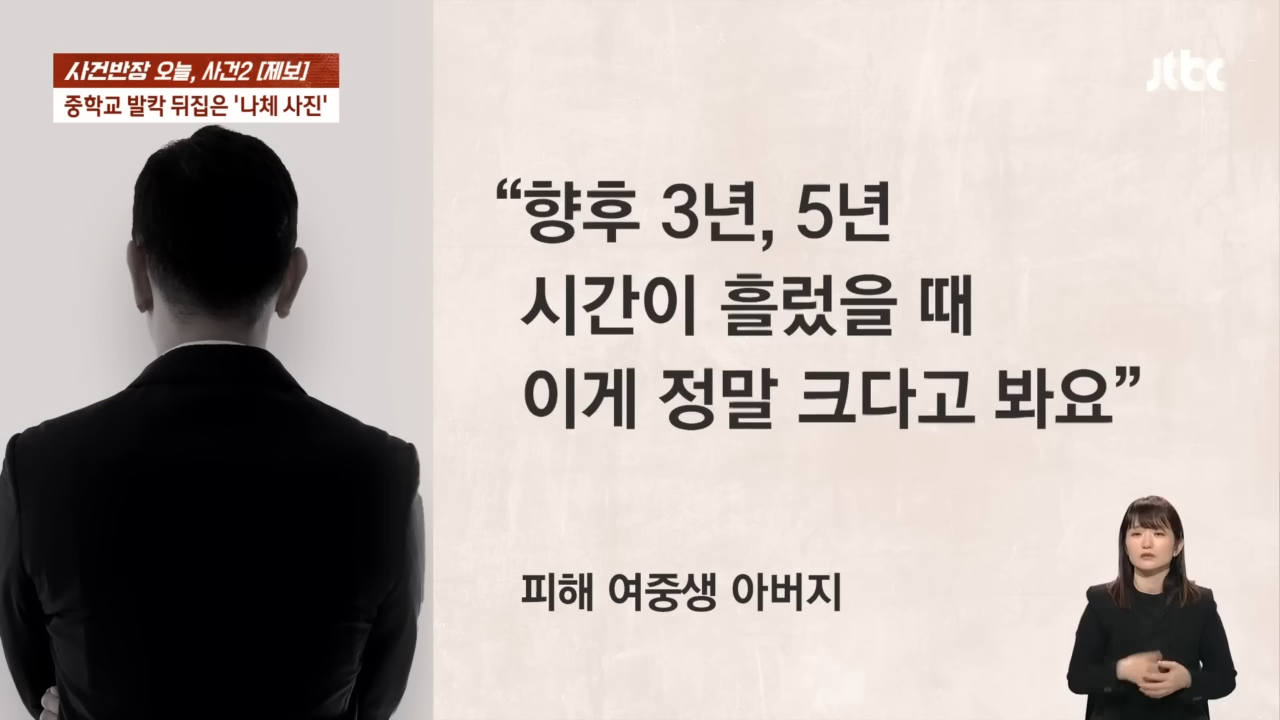 사건반장 오늘, 사건2 [제보]
중학교 발칵 뒤집은 '나체 사진'
jtbc
“향후 3년, 5년
시간이 흘렀을 때
이게 정말 크다고 봐요”
피해 여중생 아버지